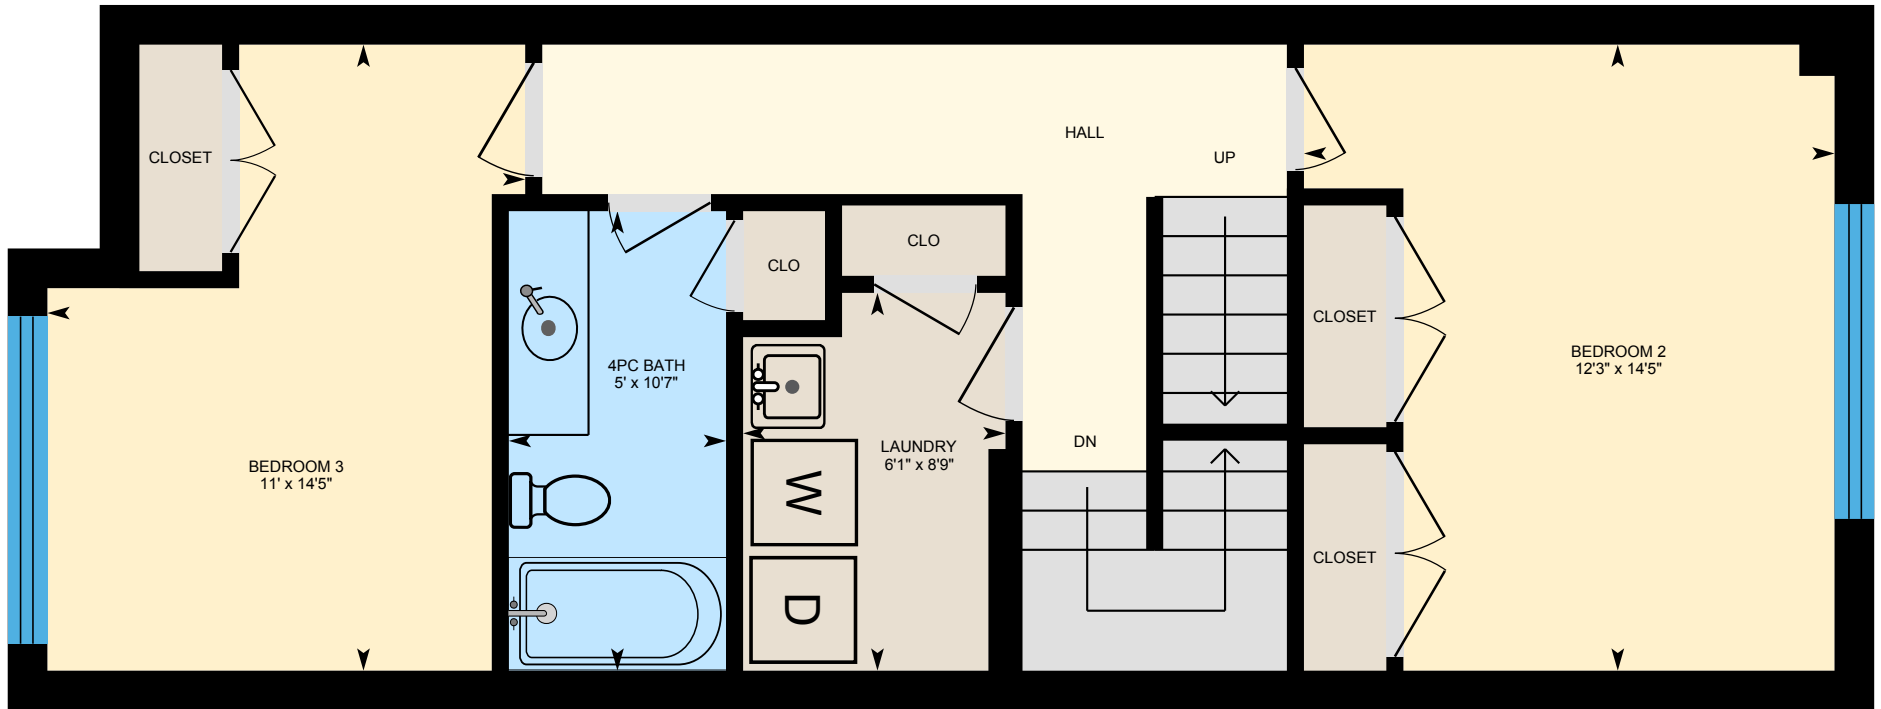 CLOSET
HALL
UP
CLO
CLO
CLOSET
4PC BATH
5' x 10'7"
BEDROOM 2
12'3" x 14'5"
DN
LAUNDRY
6'1" x 8'9"
BEDROOM 3
11' x 14'5"
W
CLOSET
D